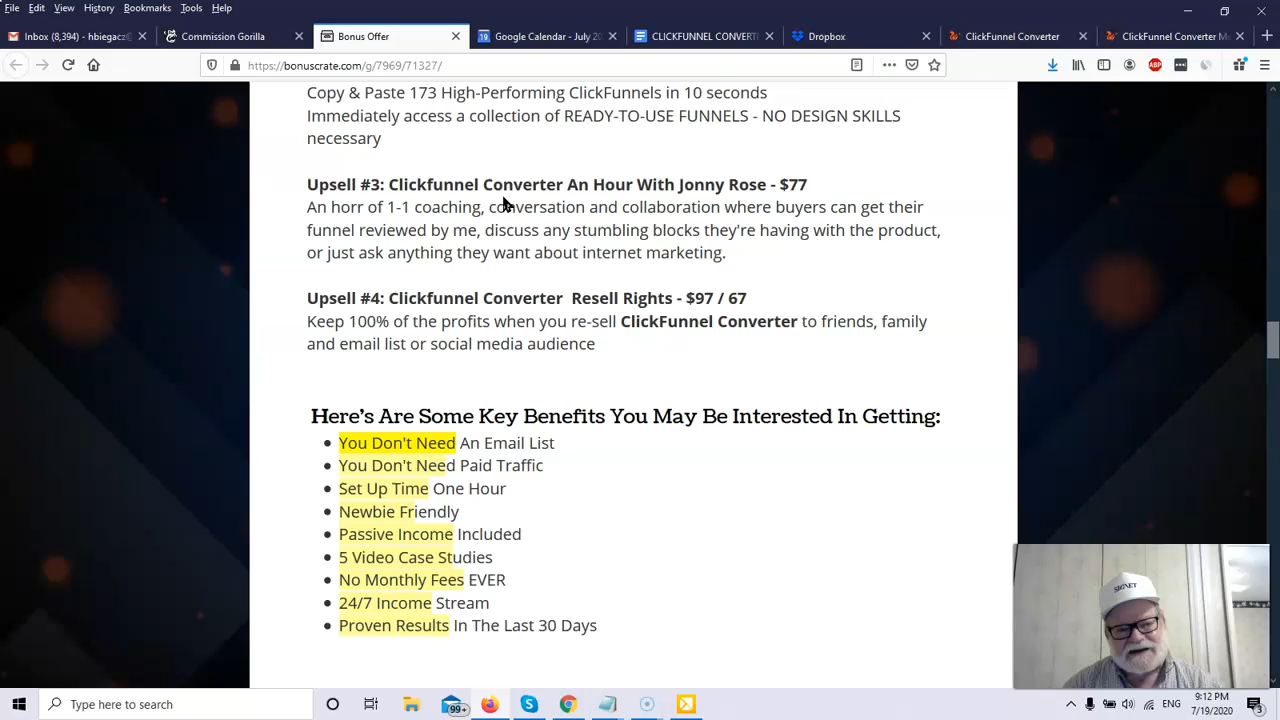 File Edit View History Bookmarks Tools Help
Inbox (8,394) - hbiegacz@
Commission Gorilla
Bonus Offer
Google Calendar - July 20
CLICKFUNNEL CONVERT
Dropbox
ClickFunnel Converter
ClickFunnel Converter Me
https://bonuscrate.com/g/7969/71327/
ABP
Copy & Paste 173 High-Performing ClickFunnels in 10 seconds
Immediately access a collection of READY-TO-USE FUNNELS - NO DESIGN SKILLS
necessary
Upsell #3: Clickfunnel Converter An Hour With Jonny Rose - $77
An horr of 1-1 coaching, conversation and collaboration where buyers can get their
funnel reviewed by me, discuss any stumbling blocks they're having with the product,
or just ask anything they want about internet marketing.
Upsell #4: Clickfunnel Converter Resell Rights - $97 / 67
Keep 100% of the profits when you re-sell ClickFunnel Converter to friends, family
and email list or social media audience
Here's Are Some Key Benefits You May Be Interested In Getting:
You Don't Need An Email List
You Don't Need Paid Traffic
Set Up Time One Hour
Newbie Friendly
Passive Income Included
5 Video Case Studies
No Monthly Fees EVER
24/7 Income Stream
Proven Results In The Last 30 Days
SIGNET
Type here to search
99+
ENG
9:12 PM
7/19/2020
3